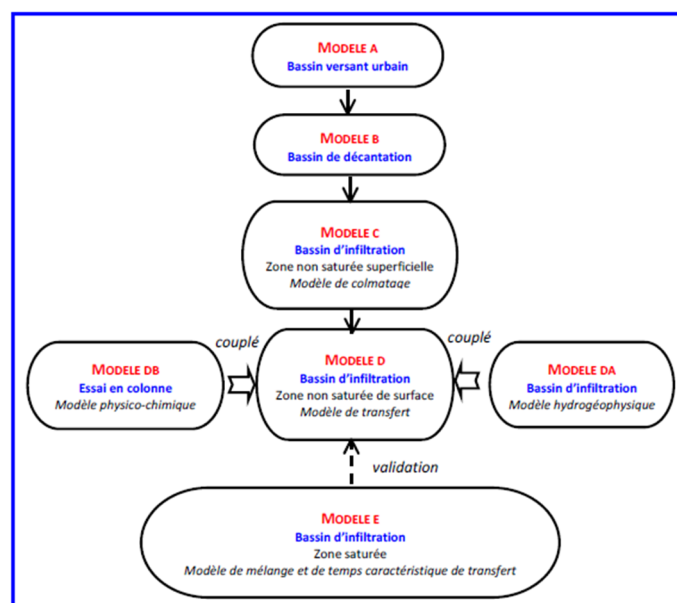 MODELE A
Bassin versant urbain
MODELE B
Bassin de décantation
MODELE C
Bassin d'infiltration
Zone non saturée superficielle
Modèle de colmatage
couplé
couplé
MODELE DB
Essai en colonne
Modèle physico-chimique
MODELE D
Bassin d'infiltration
Zone non saturée de surface
Modèle de transfert
MODELE DA
Bassin d'infiltration
Modèle hydrogéophysique
validation
MODELE E
Bassin d'infiltration
Zone saturée
Modèle de mélange et de temps caractéristique de transfert